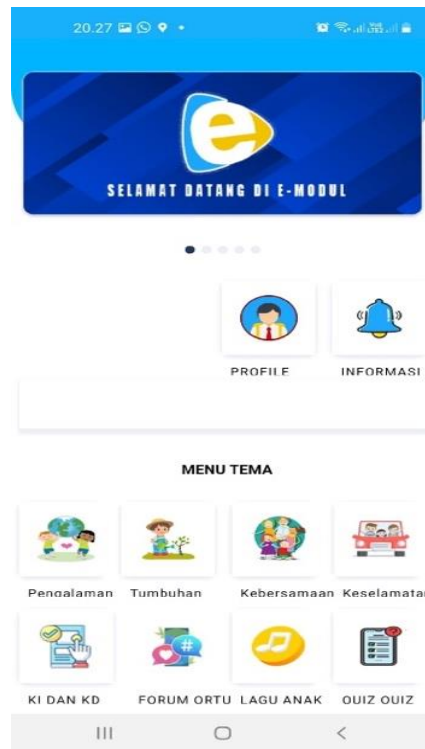 20.27
e
SELAMAT DATANG DI E-MODUL
PROFILE INFORMASI
MENU TEMA
Pengalaman Tumbuhan Kebersamaan Keselamata
#
KI DAN KD FORUM ORTU LAGU ANAK QUIZ QUIZ